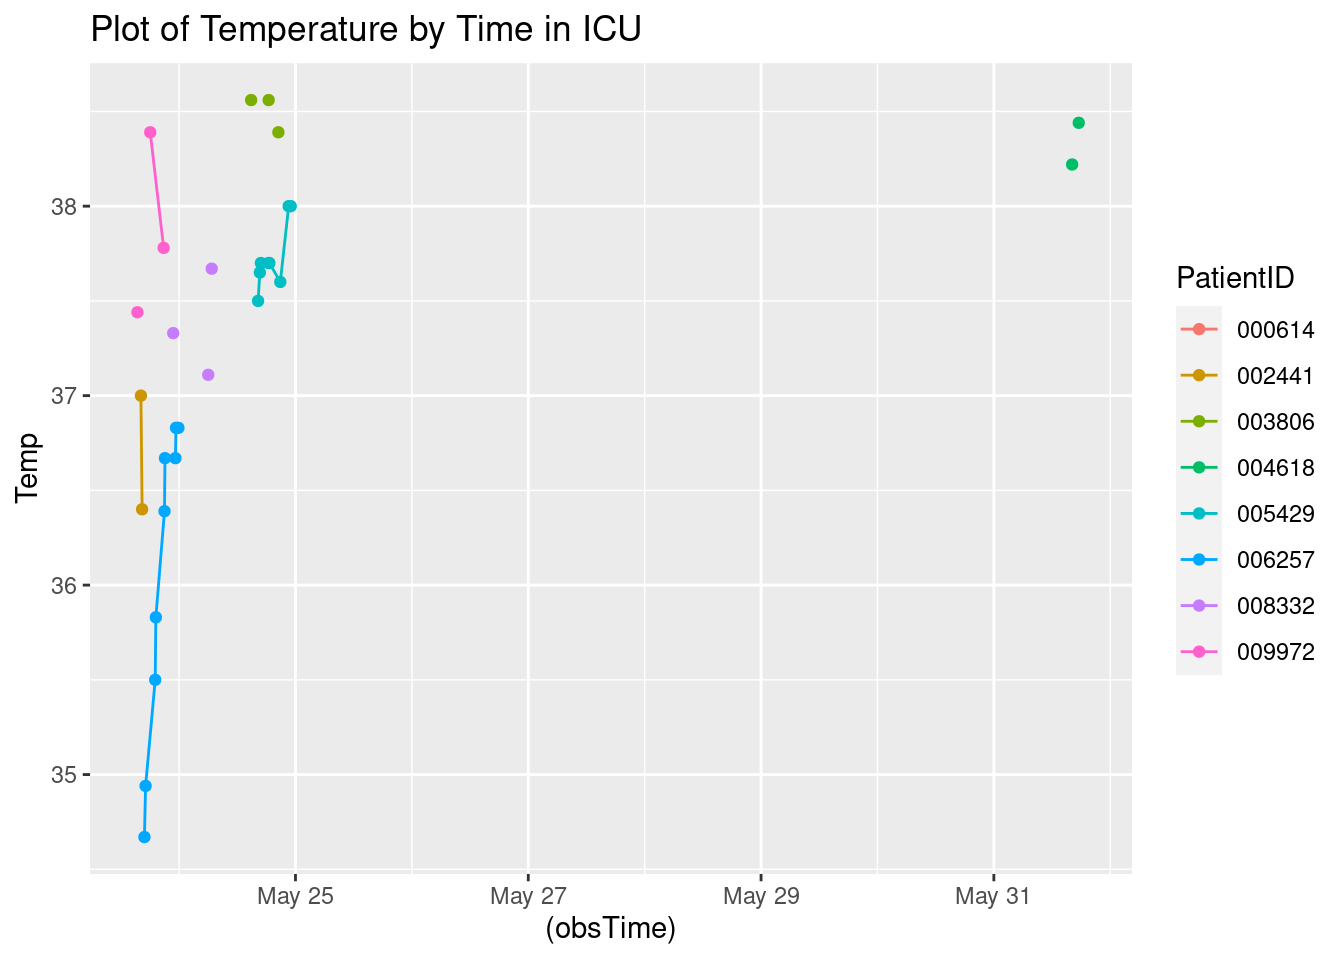 Plot of Temperature by Time in ICU
38
37
36
35
Temp
May 25
May 27
May 29
May 31
(obsTime)
PatientID
000614
002441
003806
004618
005429
006257
008332
009972